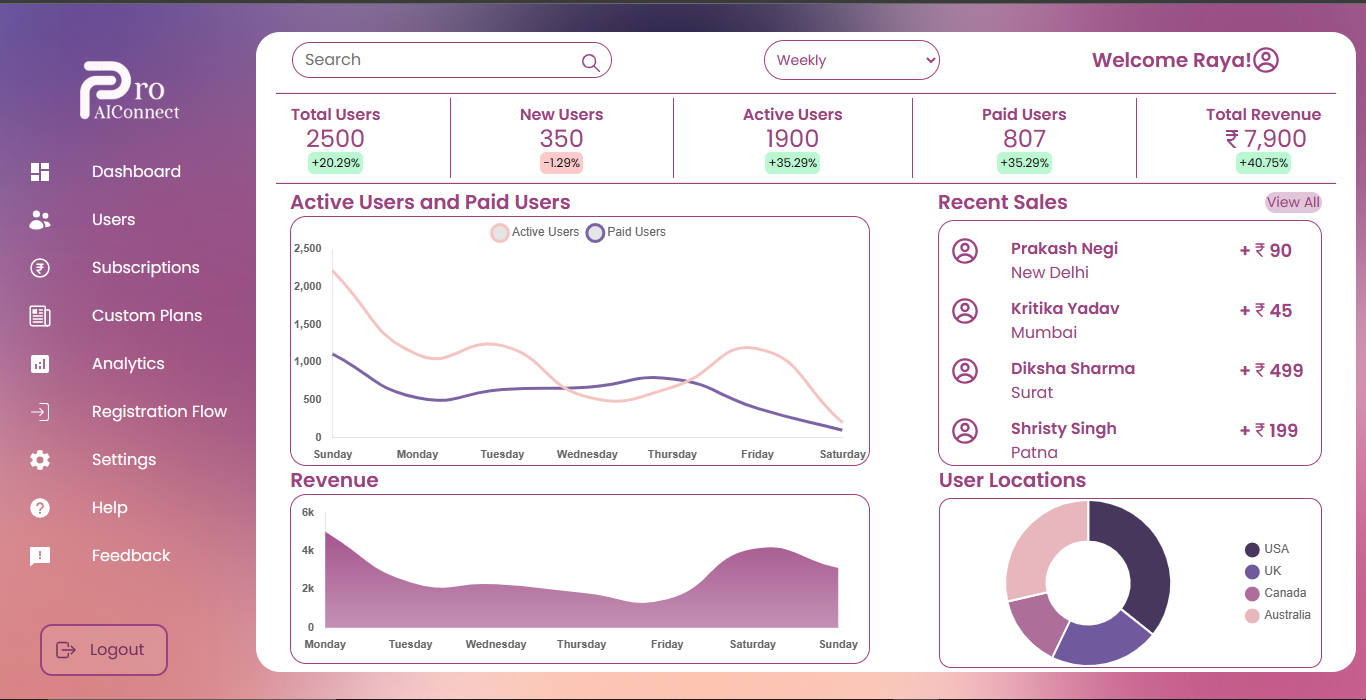 Pro
AIConnect
Dashboard
Users
Subscriptions
Custom Plans
Analytics
Registration Flow
Settings
Help
Feedback
Logout
Search
Weekly
Welcome Raya!
Total Users
2500
+20.29%
New Users
350
-1.29%
Active Users
1900
+35.29%
Paid Users
807
+35.29%
Total Revenue
₹ 7,900
+40.75%
Active Users and Paid Users
Active Users Paid Users
2,500
2,000
1,500
1,000
500
0
Sunday Monday Tuesday Wednesday Thursday Friday Saturday
Revenue
6k
4k
2k
0
Monday Tuesday Wednesday Thursday Friday Saturday Sunday
Recent Sales View All
Prakash Negi + ₹ 90
New Delhi
Kritika Yadav + ₹ 45
Mumbai
Diksha Sharma + ₹ 499
Surat
Shristy Singh + ₹ 199
Patna
User Locations
USA
UK
Canada
Australia